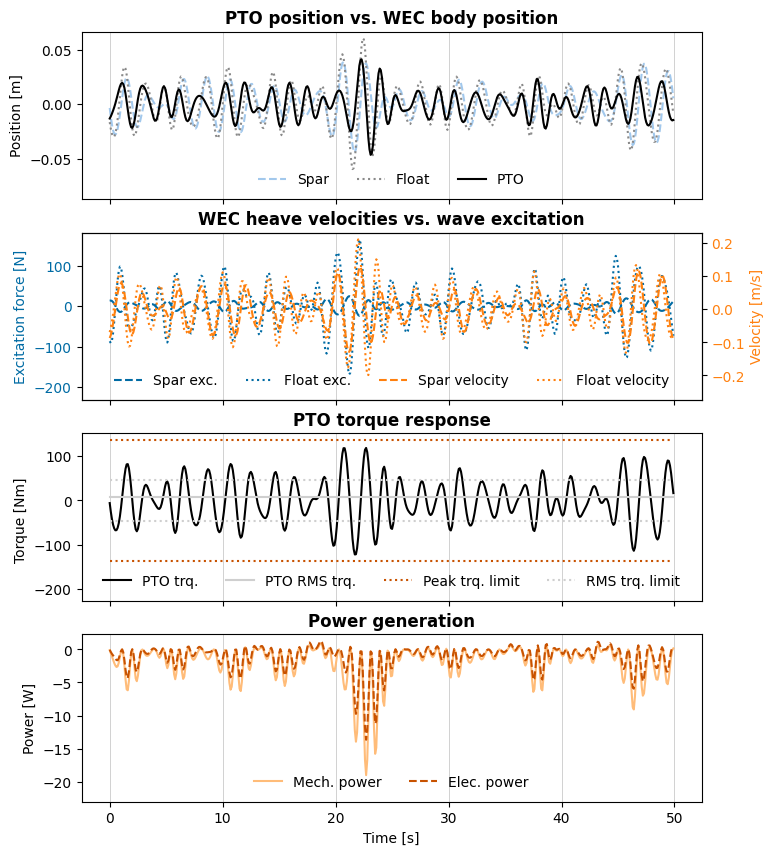 PTO position vs. WEC body position
Position [m]
0.05
0.00
−0.05
Spar
Float
PTO
WEC heave velocities vs. wave excitation
Excitation force [N]
100
0
−100
−200
0.2
0.1
0.0
−0.1
−0.2
Velocity [m/s]
Spar exc.
Float exc.
Spar velocity
Float velocity
PTO torque response
Torque [Nm]
100
0
−100
−200
PTO trq.
PTO RMS trq.
Peak trq. limit
RMS trq. limit
Power generation
Power [W]
0
−5
−10
−15
−20
Mech. power
Elec. power
0
10
20
30
40
50
Time [s]